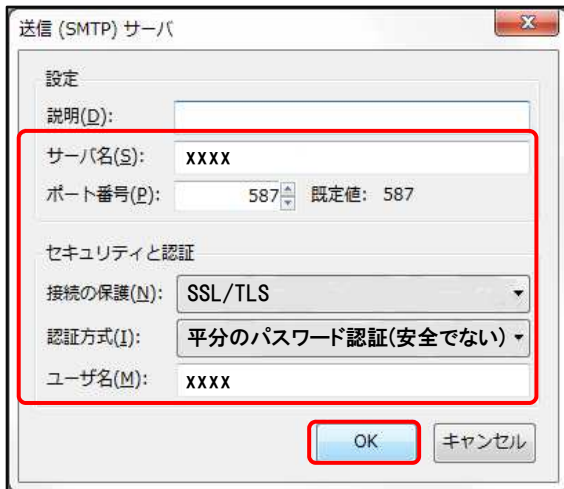 送信 (SMTP) サーバ
設定
説明(D):
サーバ名(S): xxxx
ポート番号(P): 587 既定値: 587
セキュリティと認証
接続の保護(N): SSL/TLS
認証方式(I): 平分のパスワード認証(安全でない)
ユーザ名(M): xxxx
OK キャンセル